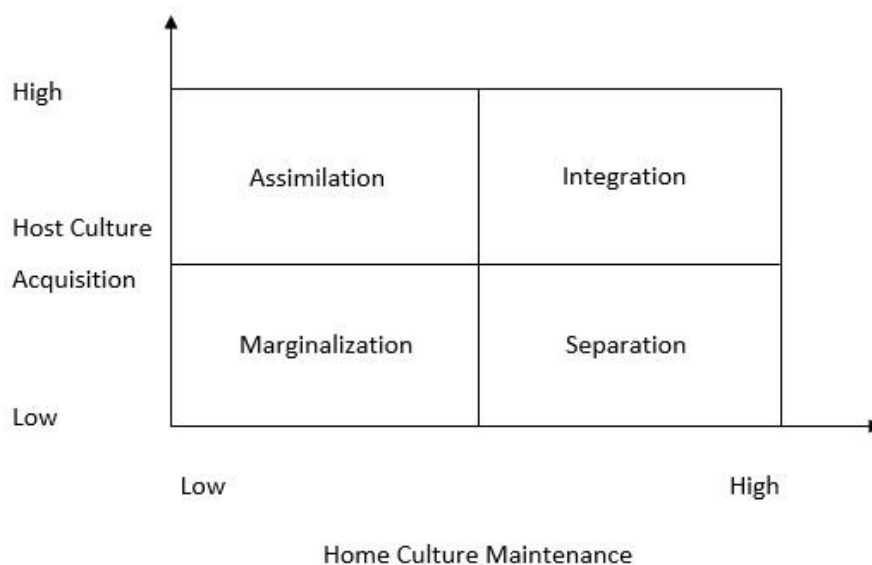 High
Assimilation Integration
Host Culture
Acquisition
Marginalization Separation
Low
Low High
Home Culture Maintenance